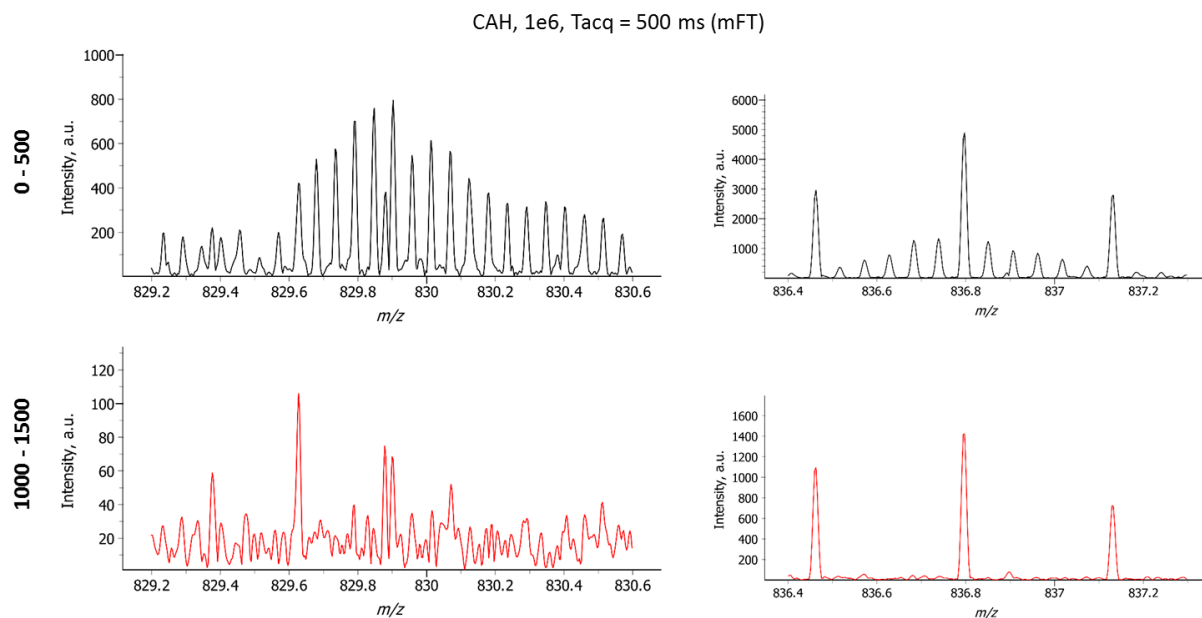 CAH, 1e6, Tacq = 500 ms (mFT)
0 - 500
Intensity, a.u.
1000
800
600
400
200
829.2 829.4 829.6 829.8 830 830.2 830.4 830.6
m/z
Intensity, a.u.
6000
5000
4000
3000
2000
1000
836.4 836.6 836.8 837 837.2
m/z
1000 - 1500
Intensity, a.u.
120
100
80
60
40
20
829.2 829.4 829.6 829.8 830 830.2 830.4 830.6
m/z
Intensity, a.u.
1600
1400
1200
1000
800
600
400
200
836.4 836.6 836.8 837 837.2
m/z